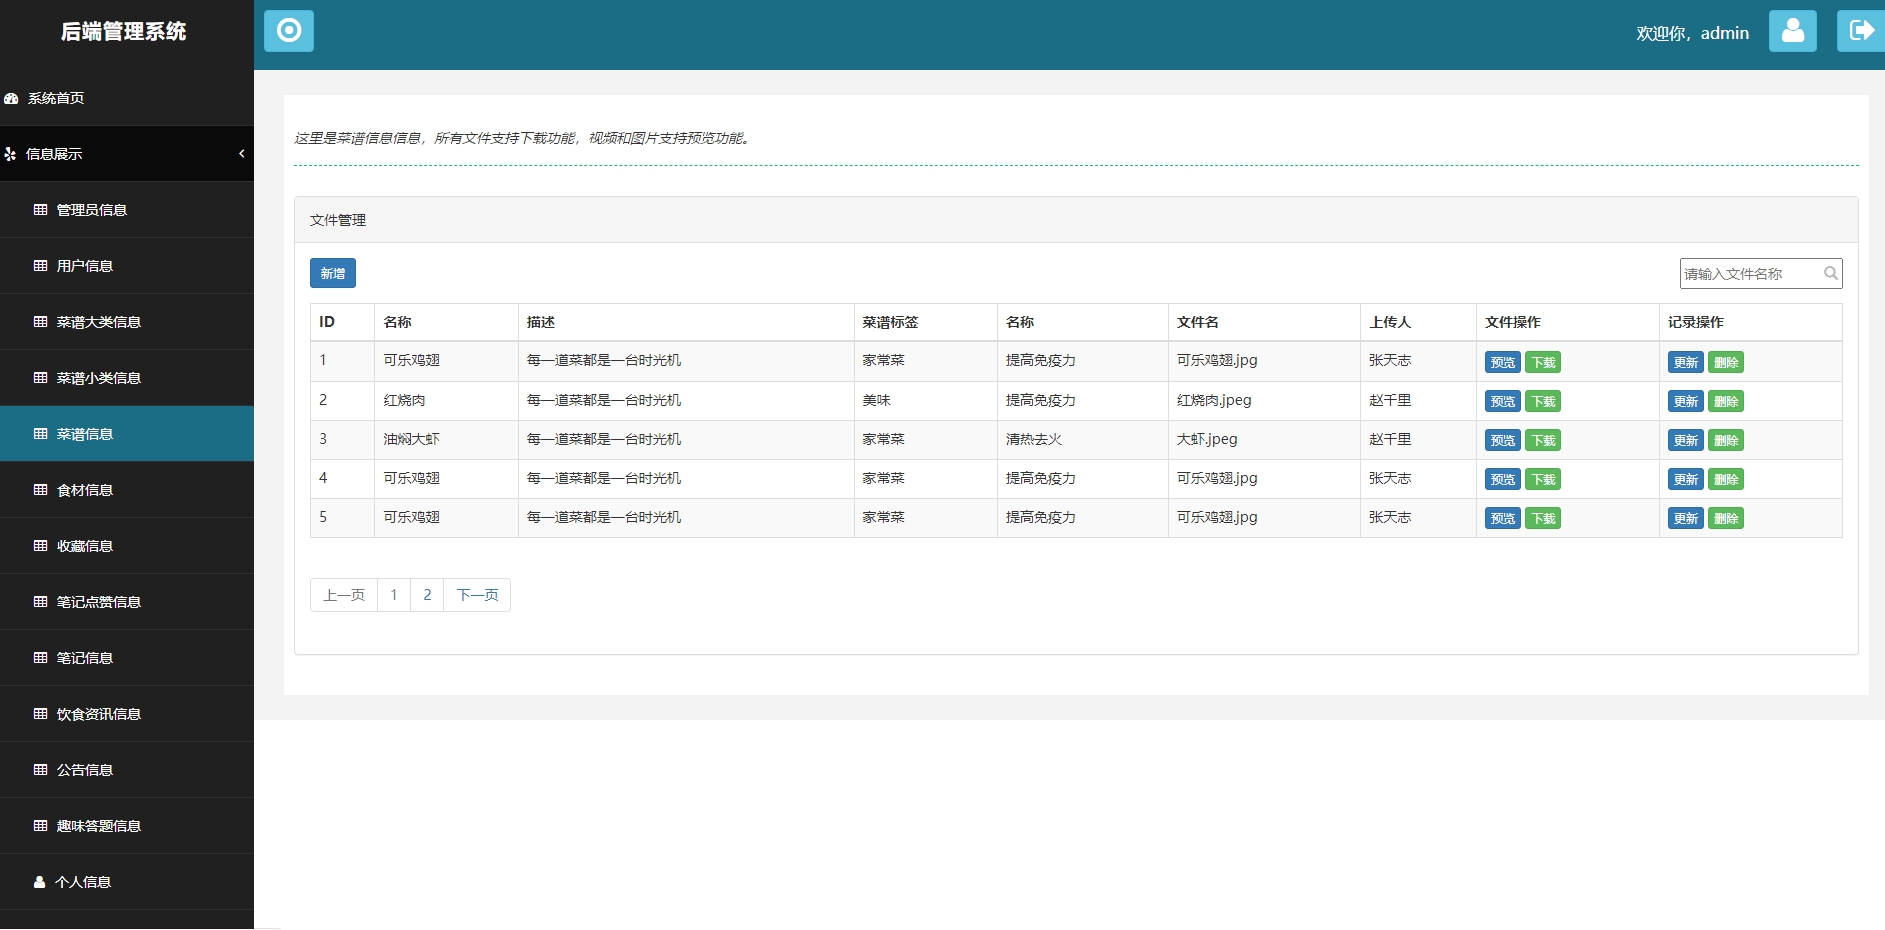 后端管理系统
欢迎你，admin
系统首页
信息展示
管理员信息
用户信息
菜谱大类信息
菜谱小类信息
菜谱信息
食材信息
收藏信息
笔记点赞信息
笔记信息
饮食资讯信息
公告信息
趣味答题信息
个人信息
这里是菜谱信息信息，所有文件支持下载功能，视频和图片支持预览功能。
文件管理
新增 请输入文件名称
ID 名称 描述 菜谱标签 名称 文件名 上传人 文件操作 记录操作
1 可乐鸡翅 每一道菜都是一台时光机 家常菜 提高免疫力 可乐鸡翅.jpg 张天志 预览 下载 更新 删除
2 红烧肉 每一道菜都是一台时光机 美味 提高免疫力 红烧肉.jpeg 赵千里 预览 下载 更新 删除
3 油焖大虾 每一道菜都是一台时光机 家常菜 清热去火 大虾.jpeg 赵千里 预览 下载 更新 删除
4 可乐鸡翅 每一道菜都是一台时光机 家常菜 提高免疫力 可乐鸡翅.jpg 张天志 预览 下载 更新 删除
5 可乐鸡翅 每一道菜都是一台时光机 家常菜 提高免疫力 可乐鸡翅.jpg 张天志 预览 下载 更新 删除
上一页 1 2 下一页